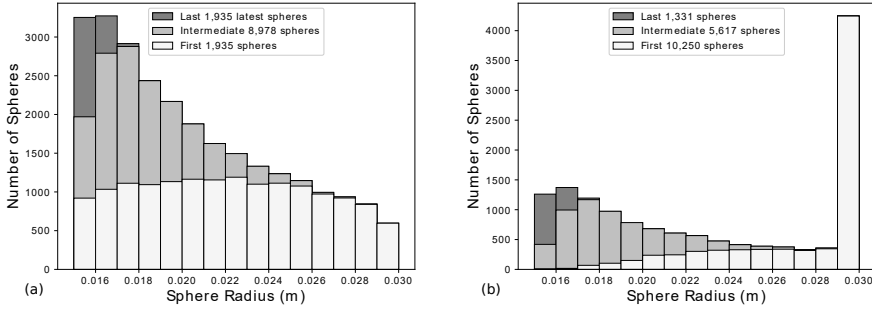 Last 1,935 latest spheres
Intermediate 8,978 spheres
First 1,935 spheres
Number of Spheres
3000
2500
2000
1500
1000
500
0
0.016
0.018
0.020
0.022
0.024
0.026
0.028
0.030
Sphere Radius (m)
(a)
Last 1,331 spheres
Intermediate 5,617 spheres
First 10,250 spheres
Number of Spheres
4000
3500
3000
2500
2000
1500
1000
500
0
0.016
0.018
0.020
0.022
0.024
0.026
0.028
0.030
Sphere Radius (m)
(b)